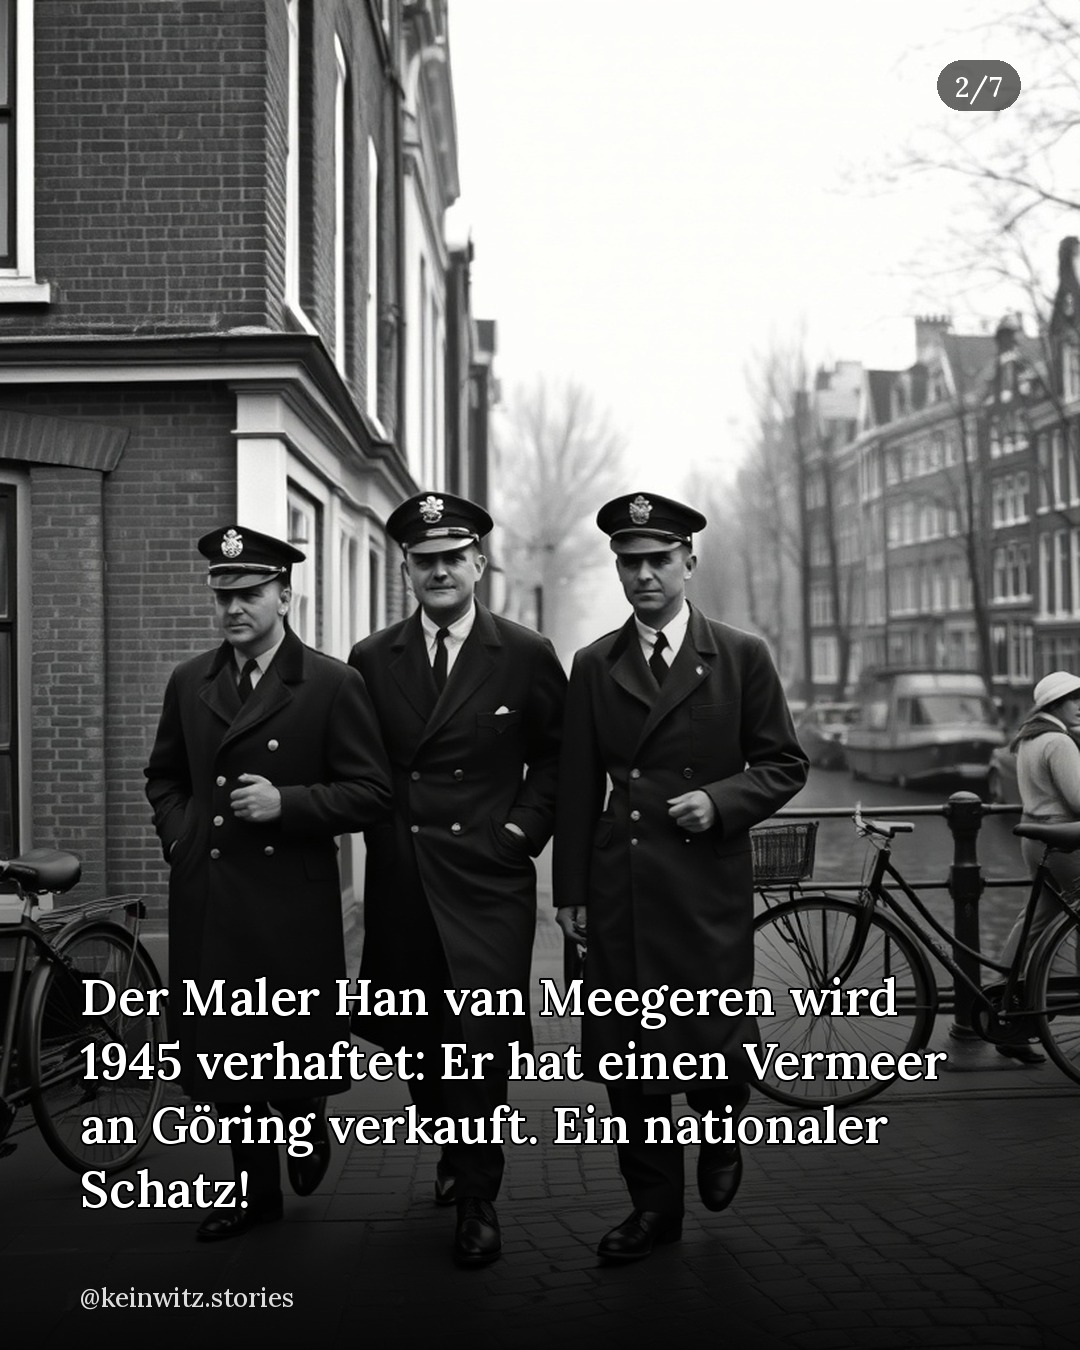 2/7
Der Maler Han van Meegeren wird
1945 verhaftet: Er hat einen Vermeer
an Göring verkauft. Ein nationaler
Schatz!
@keinwitz.stories